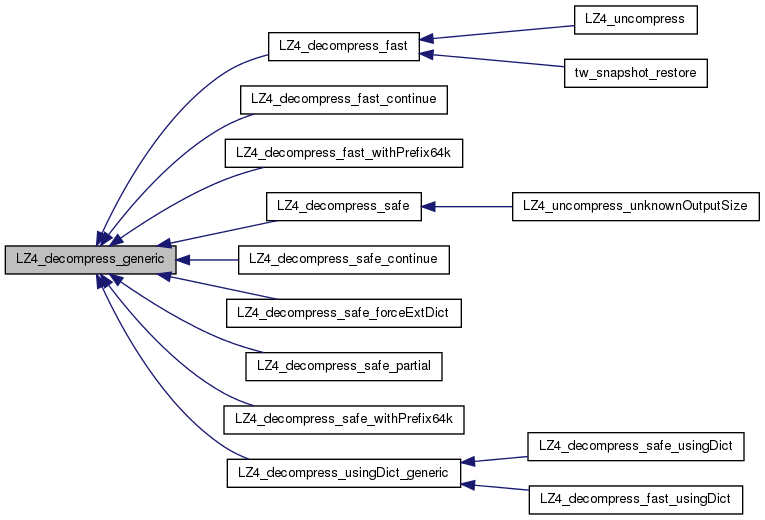 LZ4_uncompress
LZ4_decompress_fast
tw_snapshot_restore
LZ4_decompress_fast_continue
LZ4_decompress_fast_withPrefix64k
LZ4_decompress_safe
LZ4_uncompress_unknownOutputSize
LZ4_decompress_generic
LZ4_decompress_safe_continue
LZ4_decompress_safe_forceExtDict
LZ4_decompress_safe_partial
LZ4_decompress_safe_withPrefix64k
LZ4_decompress_safe_usingDict
LZ4_decompress_usingDict_generic
LZ4_decompress_fast_usingDict